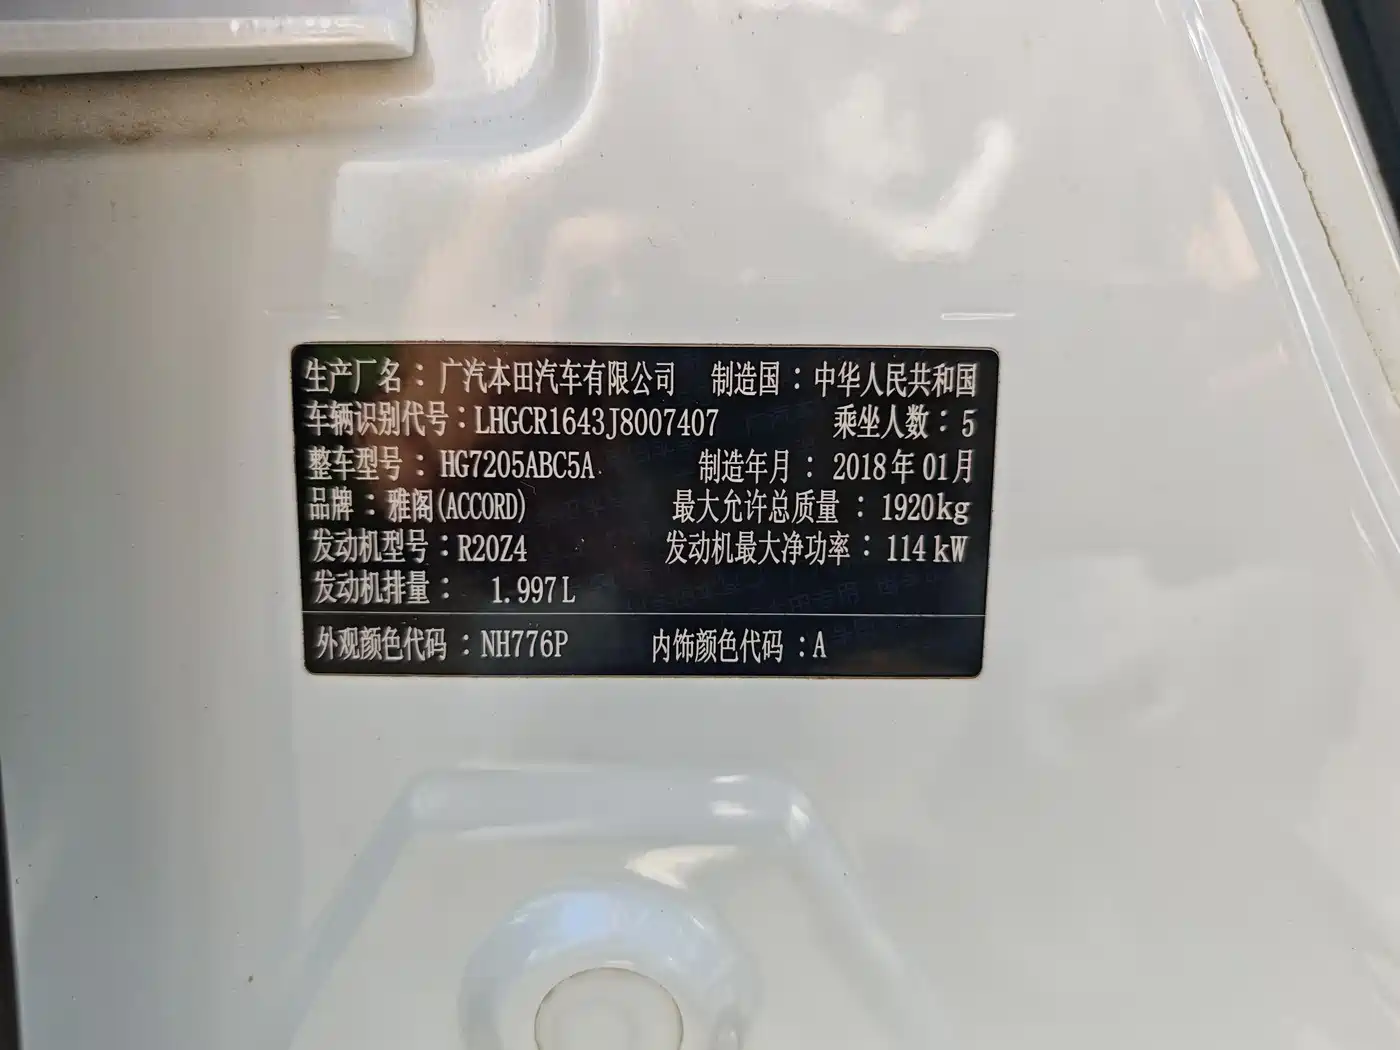 生产厂名：广汽本田汽车有限公司 制造国：中华人民共和国
车辆识别代号：LHGCR1643J8007407 乘坐人数：5
整车型号：HG7205ABC5A 制造年月：2018年01月
品牌：雅阁(ACCORD) 最大允许总质量：1920kg
发动机型号：R20Z4 发动机最大净功率：114kW
发动机排量：1.997L
外观颜色代码：NH776P 内饰颜色代码：A